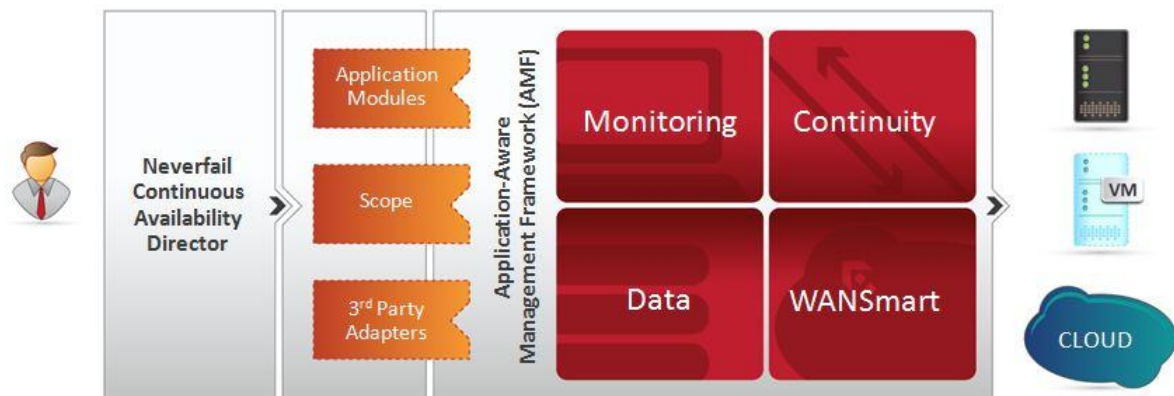 Neverfail
Continuous
Availability
Director
Application
Modules
Scope
3rd Party
Adapters
Application-Aware
Management Framework (AMF)
Monitoring
Continuity
Data
WANSmart
VM
CLOUD